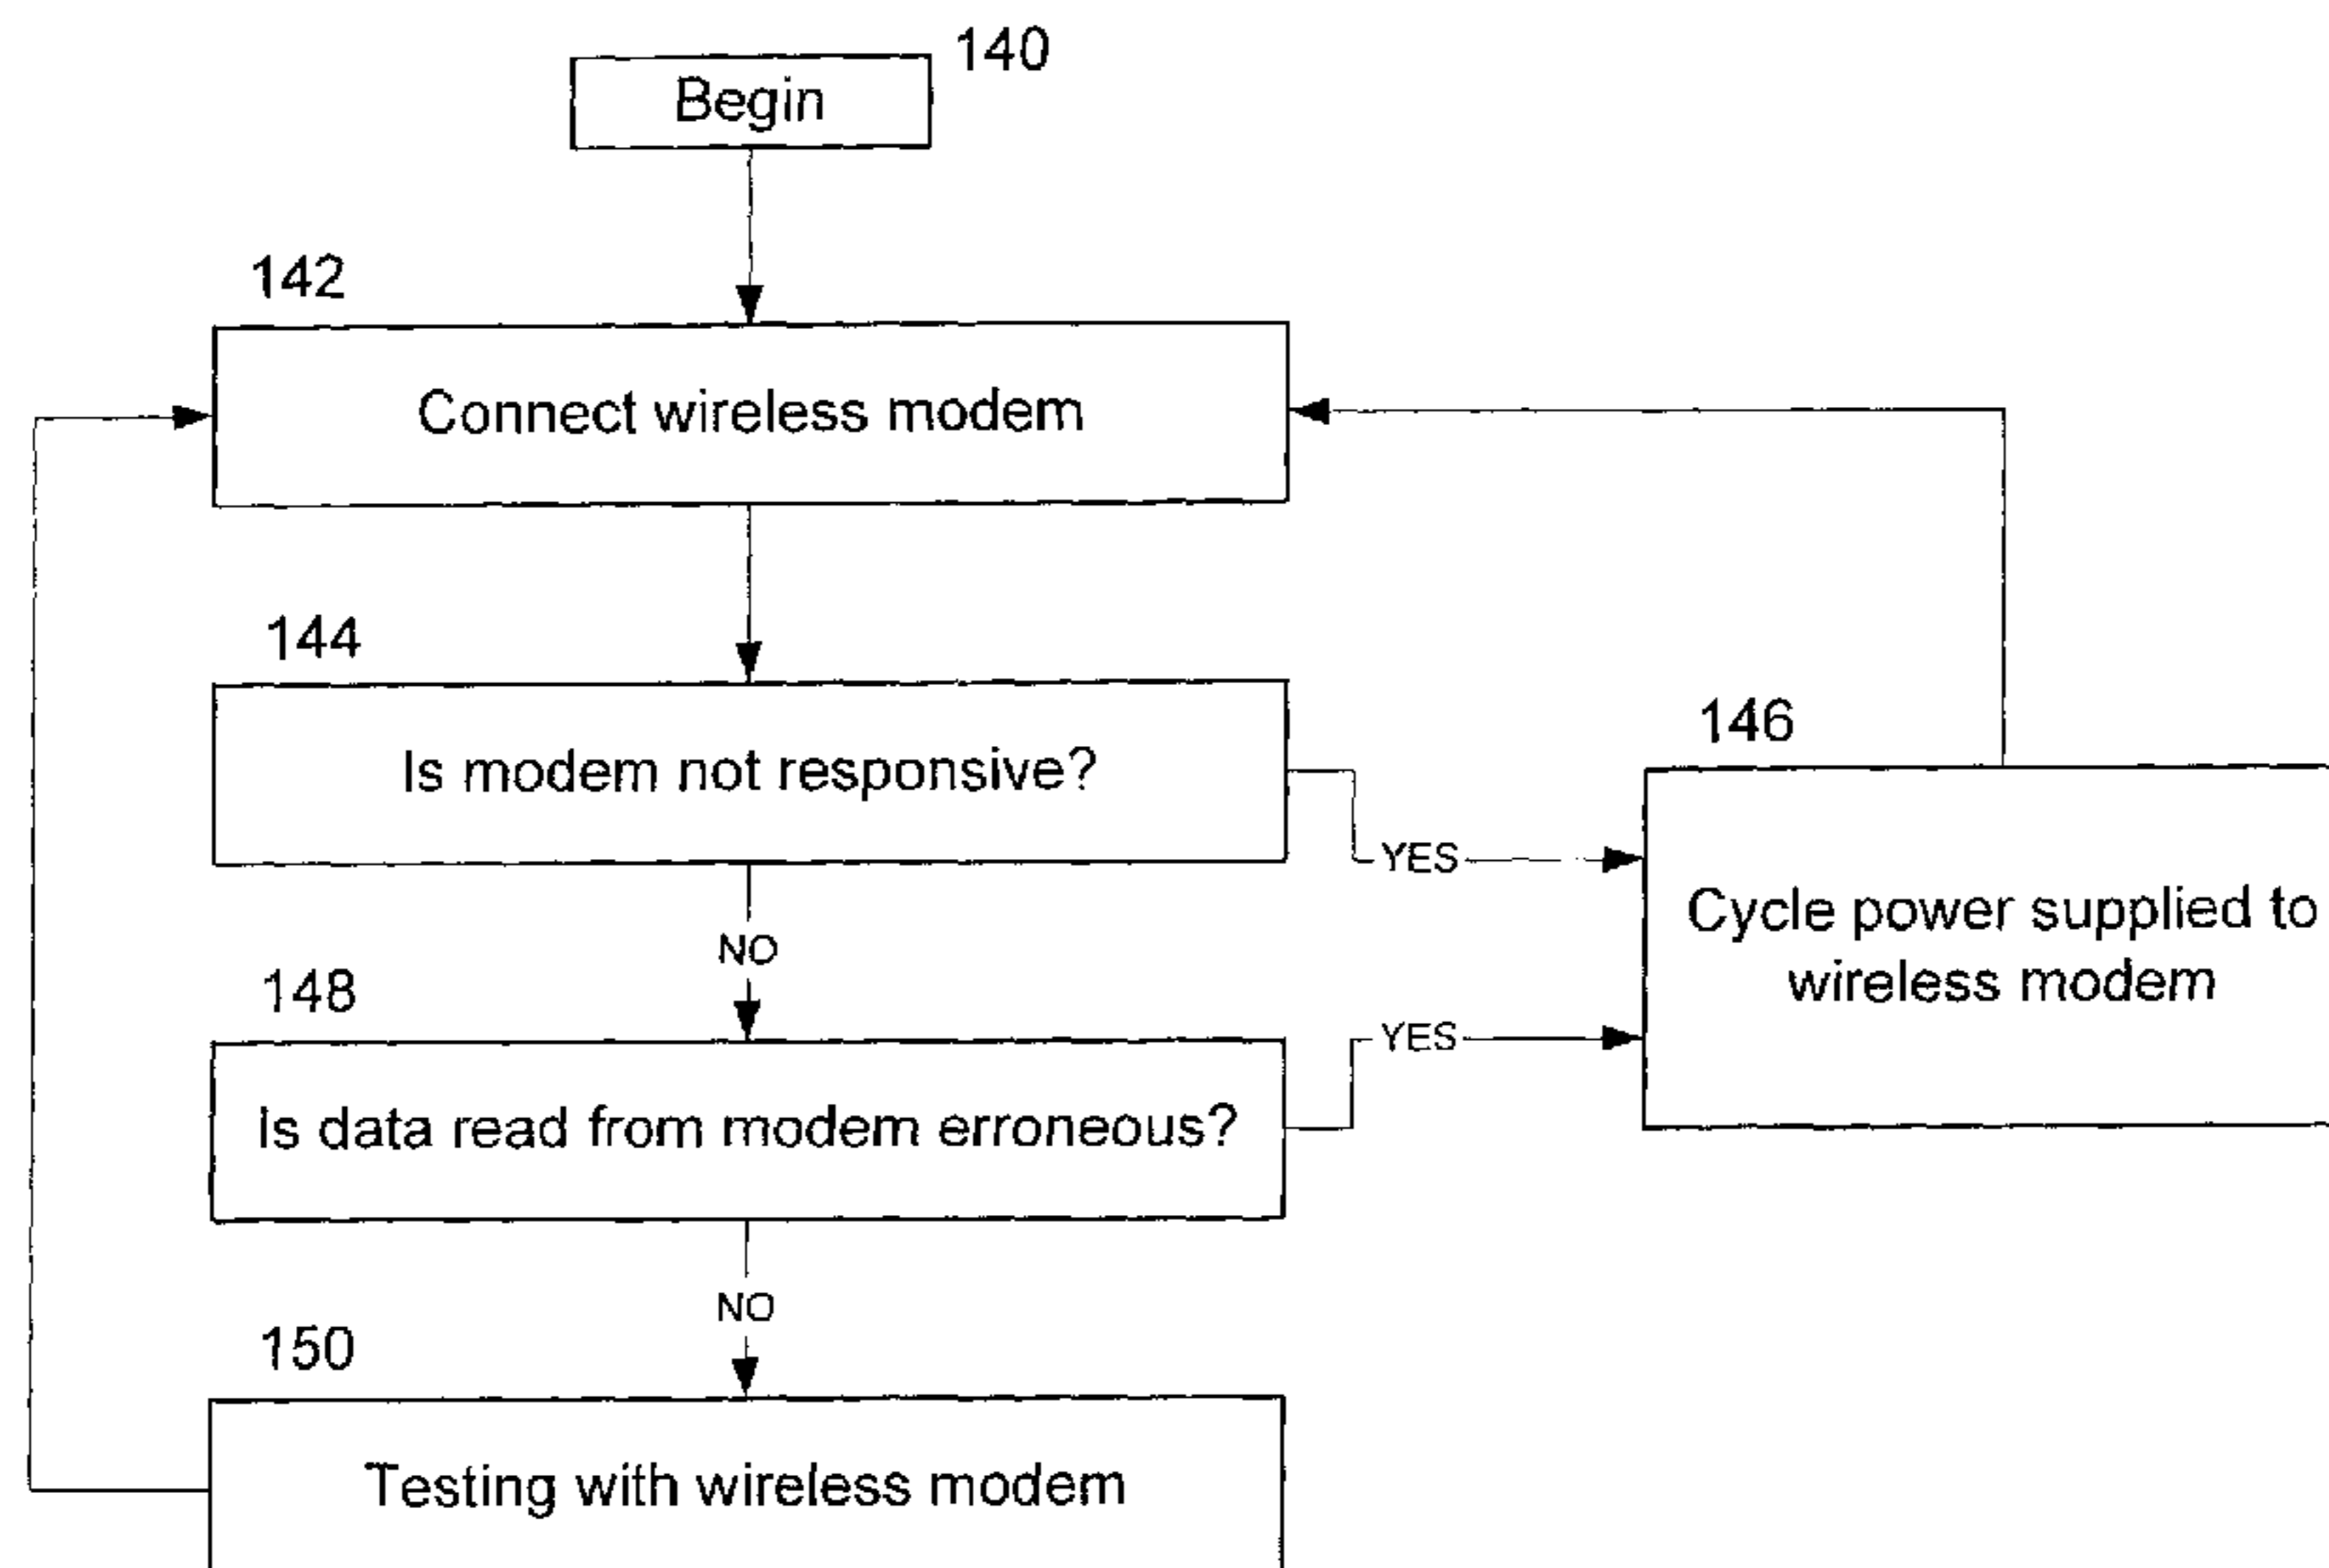 140
Begin
142
Connect wireless modem
144
Is modem not responsive?
146
YES
Cycle power supplied to
wireless modem
NO
148
YES
Is data read from modem erroneous?
NO
150
Testing with wireless modem